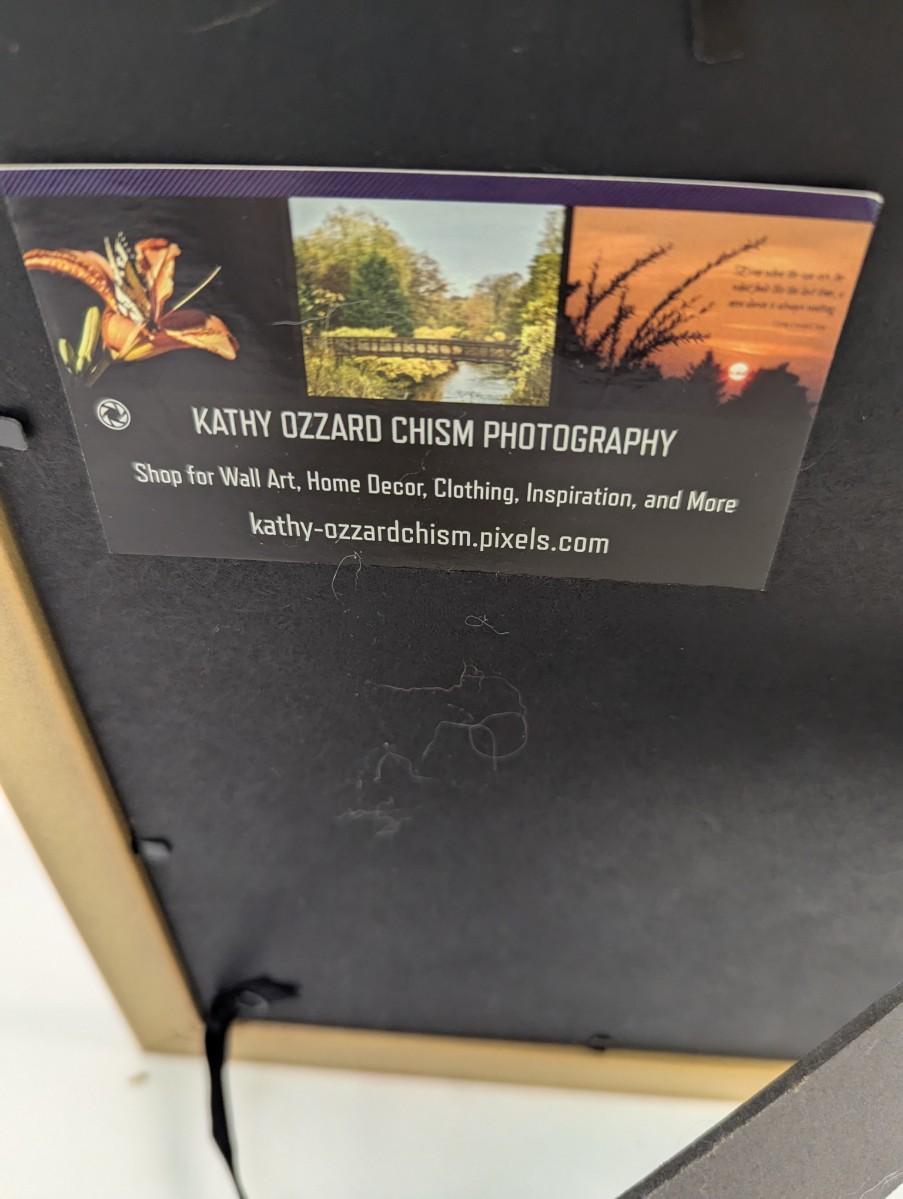 KATHY OZZARD CHISM PHOTOGRAPHY
Shop for Wall Art, Home Decor, Clothing, Inspiration, and More
kathy-ozzardchism.pixels.com